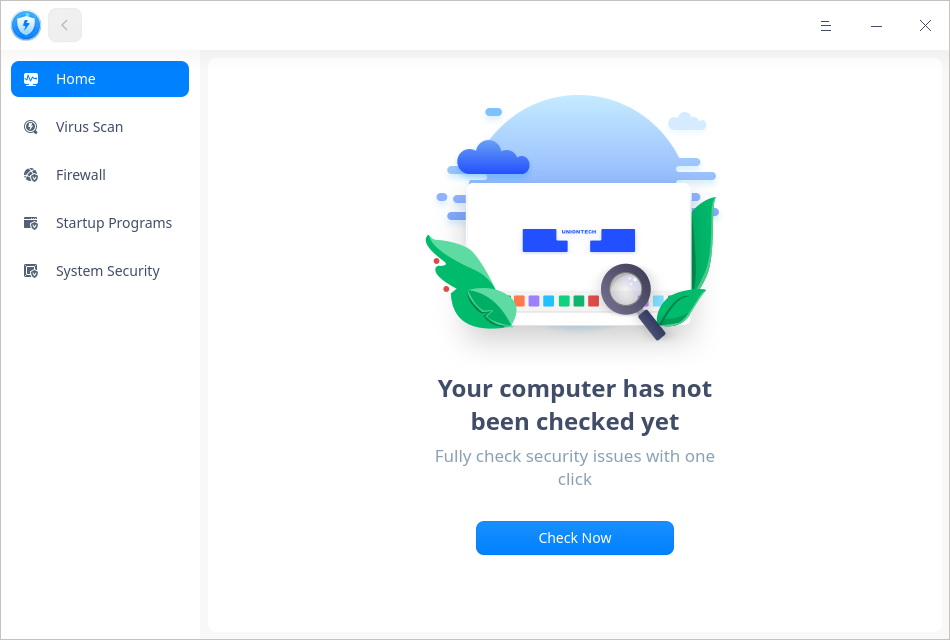 Home
Virus Scan
Firewall
Startup Programs
System Security
UNIONTECH
Your computer has not
been checked yet
Fully check security issues with one
click
Check Now